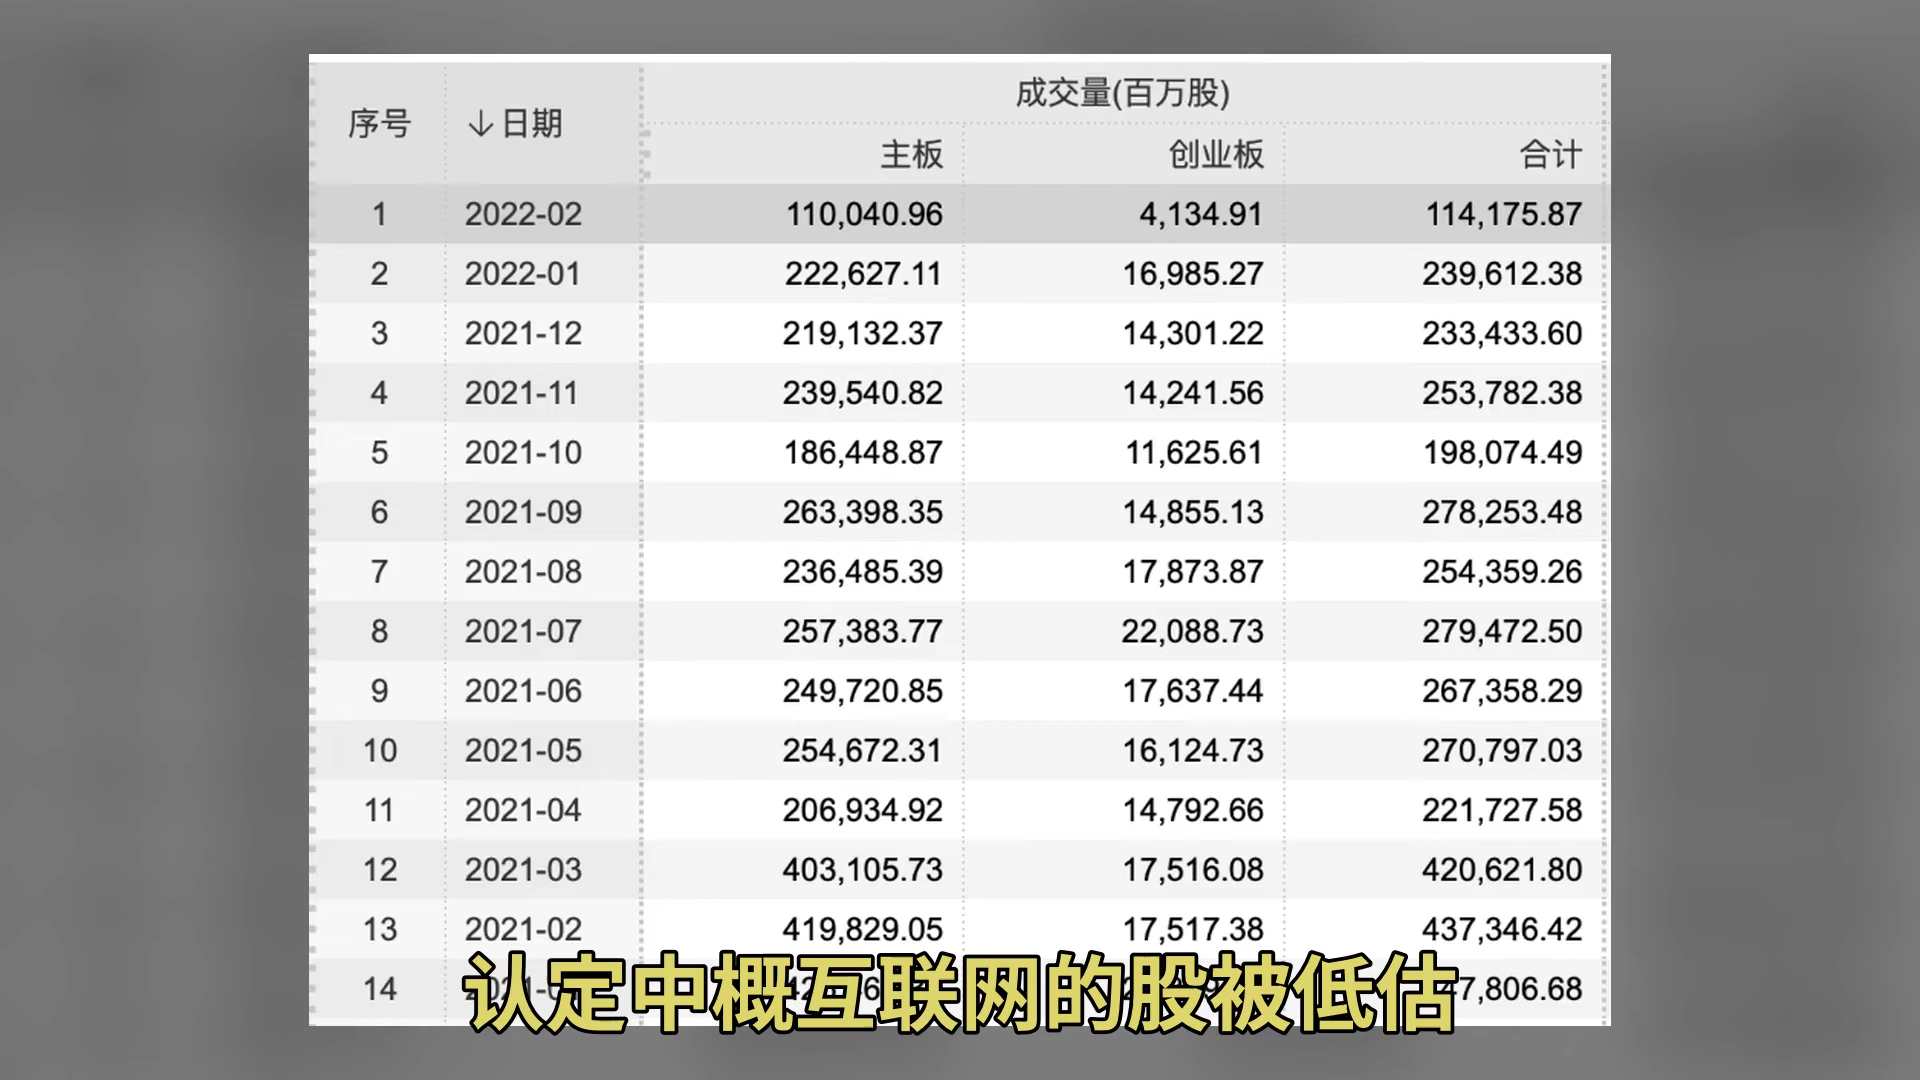 成交量(百万股)
序号 ↓日期 主板 创业板 合计
1 2022-02 110,040.96 4,134.91 114,175.87
2 2022-01 222,627.11 16,985.27 239,612.38
3 2021-12 219,132.37 14,301.22 233,433.60
4 2021-11 239,540.82 14,241.56 253,782.38
5 2021-10 186,448.87 11,625.61 198,074.49
6 2021-09 263,398.35 14,855.13 278,253.48
7 2021-08 236,485.39 17,873.87 254,359.26
8 2021-07 257,383.77 22,088.73 279,472.50
9 2021-06 249,720.85 17,637.44 267,358.29
10 2021-05 254,672.31 16,124.73 270,797.03
11 2021-04 206,934.92 14,792.66 221,727.58
12 2021-03 403,105.73 17,516.08 420,621.80
13 2021-02 419,829.05 17,517.38 437,346.42
14
认定中概互联网的股被低估